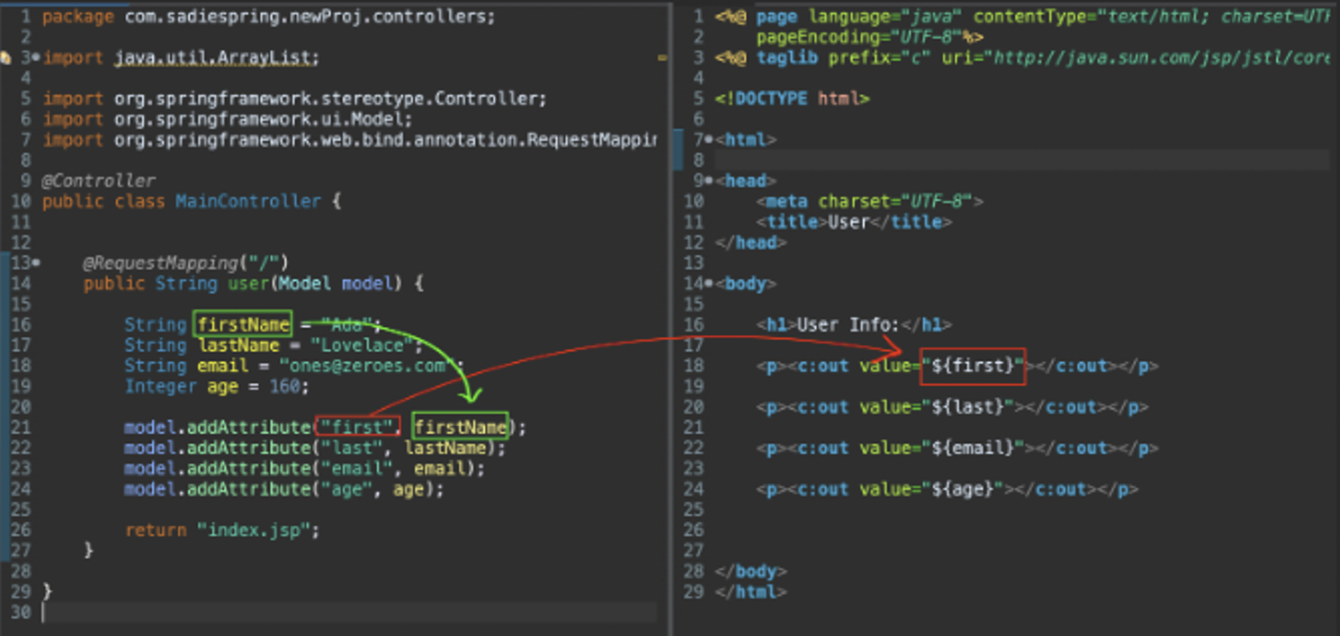 1 package com.sadiespring.newProj.controllers;
2
3 import java.util.ArrayList;
4
5 import org.springframework.stereotype.Controller;
6 import org.springframework.ui.Model;
7 import org.springframework.web.bind.annotation.RequestMappin
8
9 @Controller
10 public class MainController {
11
12
13 @RequestMapping("/")
14 public String user(Model model) {
15
16 String firstName = "Ada";
17 String lastName = "Lovelace";
18 String email = "ones@zeroes.com";
19 Integer age = 160;
20
21 model.addAttribute("first", firstName);
22 model.addAttribute("last", lastName);
23 model.addAttribute("email", email);
24 model.addAttribute("age", age);
25
26 return "index.jsp";
27 }
28
29 }
30
1 <%@ page language="java" contentType="text/html; charset=UTF
2 pageEncoding="UTF-8"%>
3 <%@ taglib prefix="c" uri="http://java.sun.com/jsp/jstl/core
4
5 <!DOCTYPE html>
6
7 <html>
8
9 <head>
10 <meta charset="UTF-8">
11 <title>User</title>
12 </head>
13
14 <body>
15
16 <h1>User Info:</h1>
17
18 <p><c:out value="${first}"></c:out></p>
19
20 <p><c:out value="${last}"></c:out></p>
21
22 <p><c:out value="${email}"></c:out></p>
23
24 <p><c:out value="${age}"></c:out></p>
25
26
27
28 </body>
29 </html>